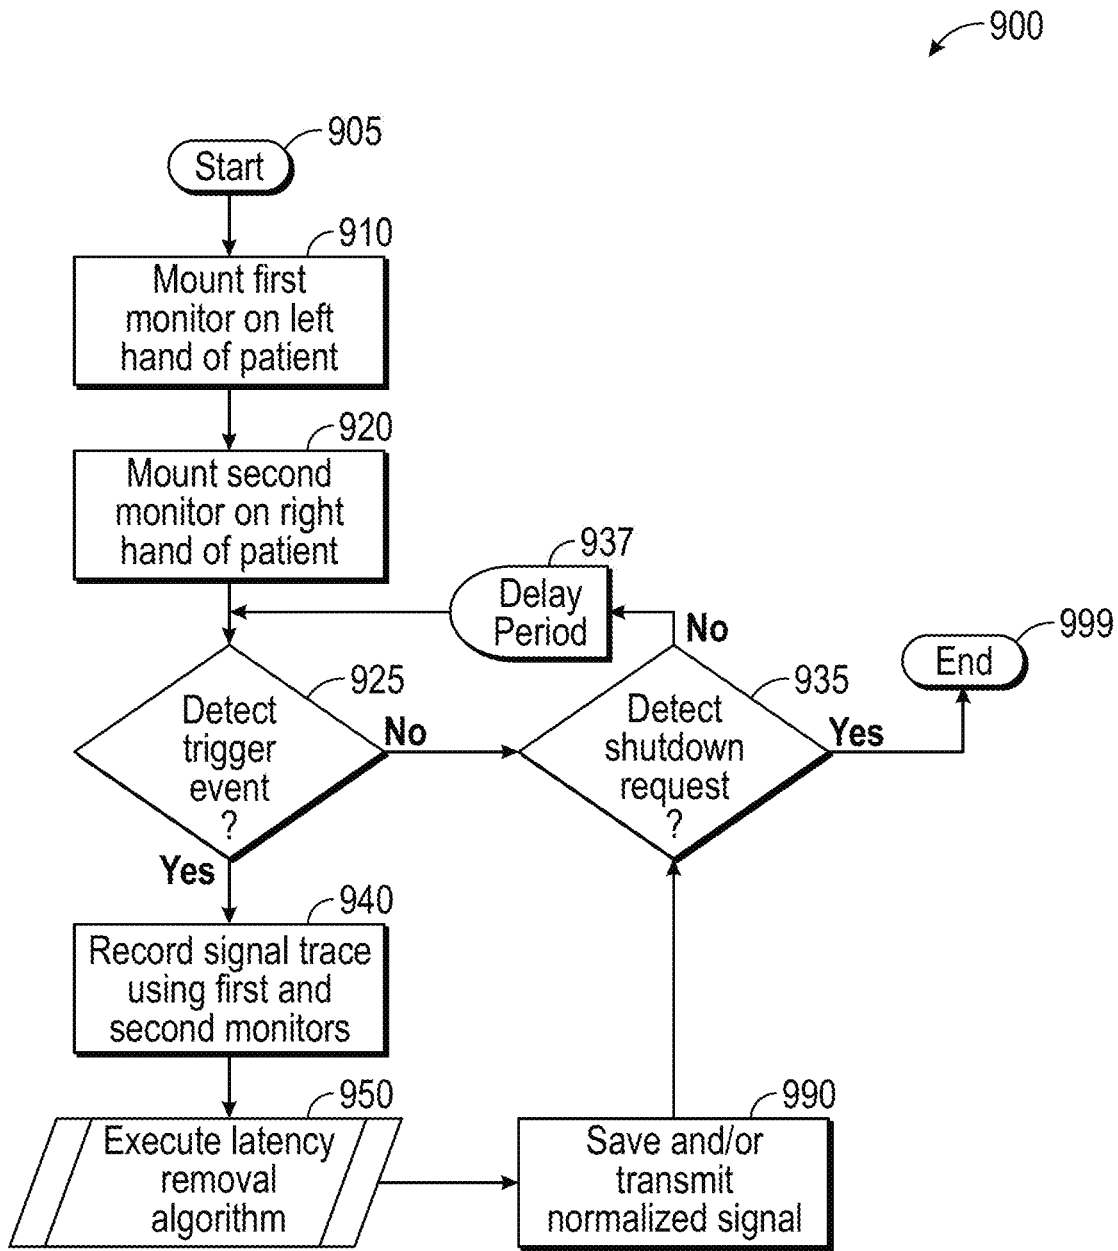 900
905
Start
910
Mount first
monitor on left
hand of patient
920
Mount second
monitor on right
hand of patient
937
Delay
Period
No
999
End
925
Detect
trigger
event
?
No
Yes
935
Detect
shutdown
request
?
Yes
940
Record signal trace
using first and
second monitors
950
Execute latency
removal
algorithm
990
Save and/or
transmit
normalized signal